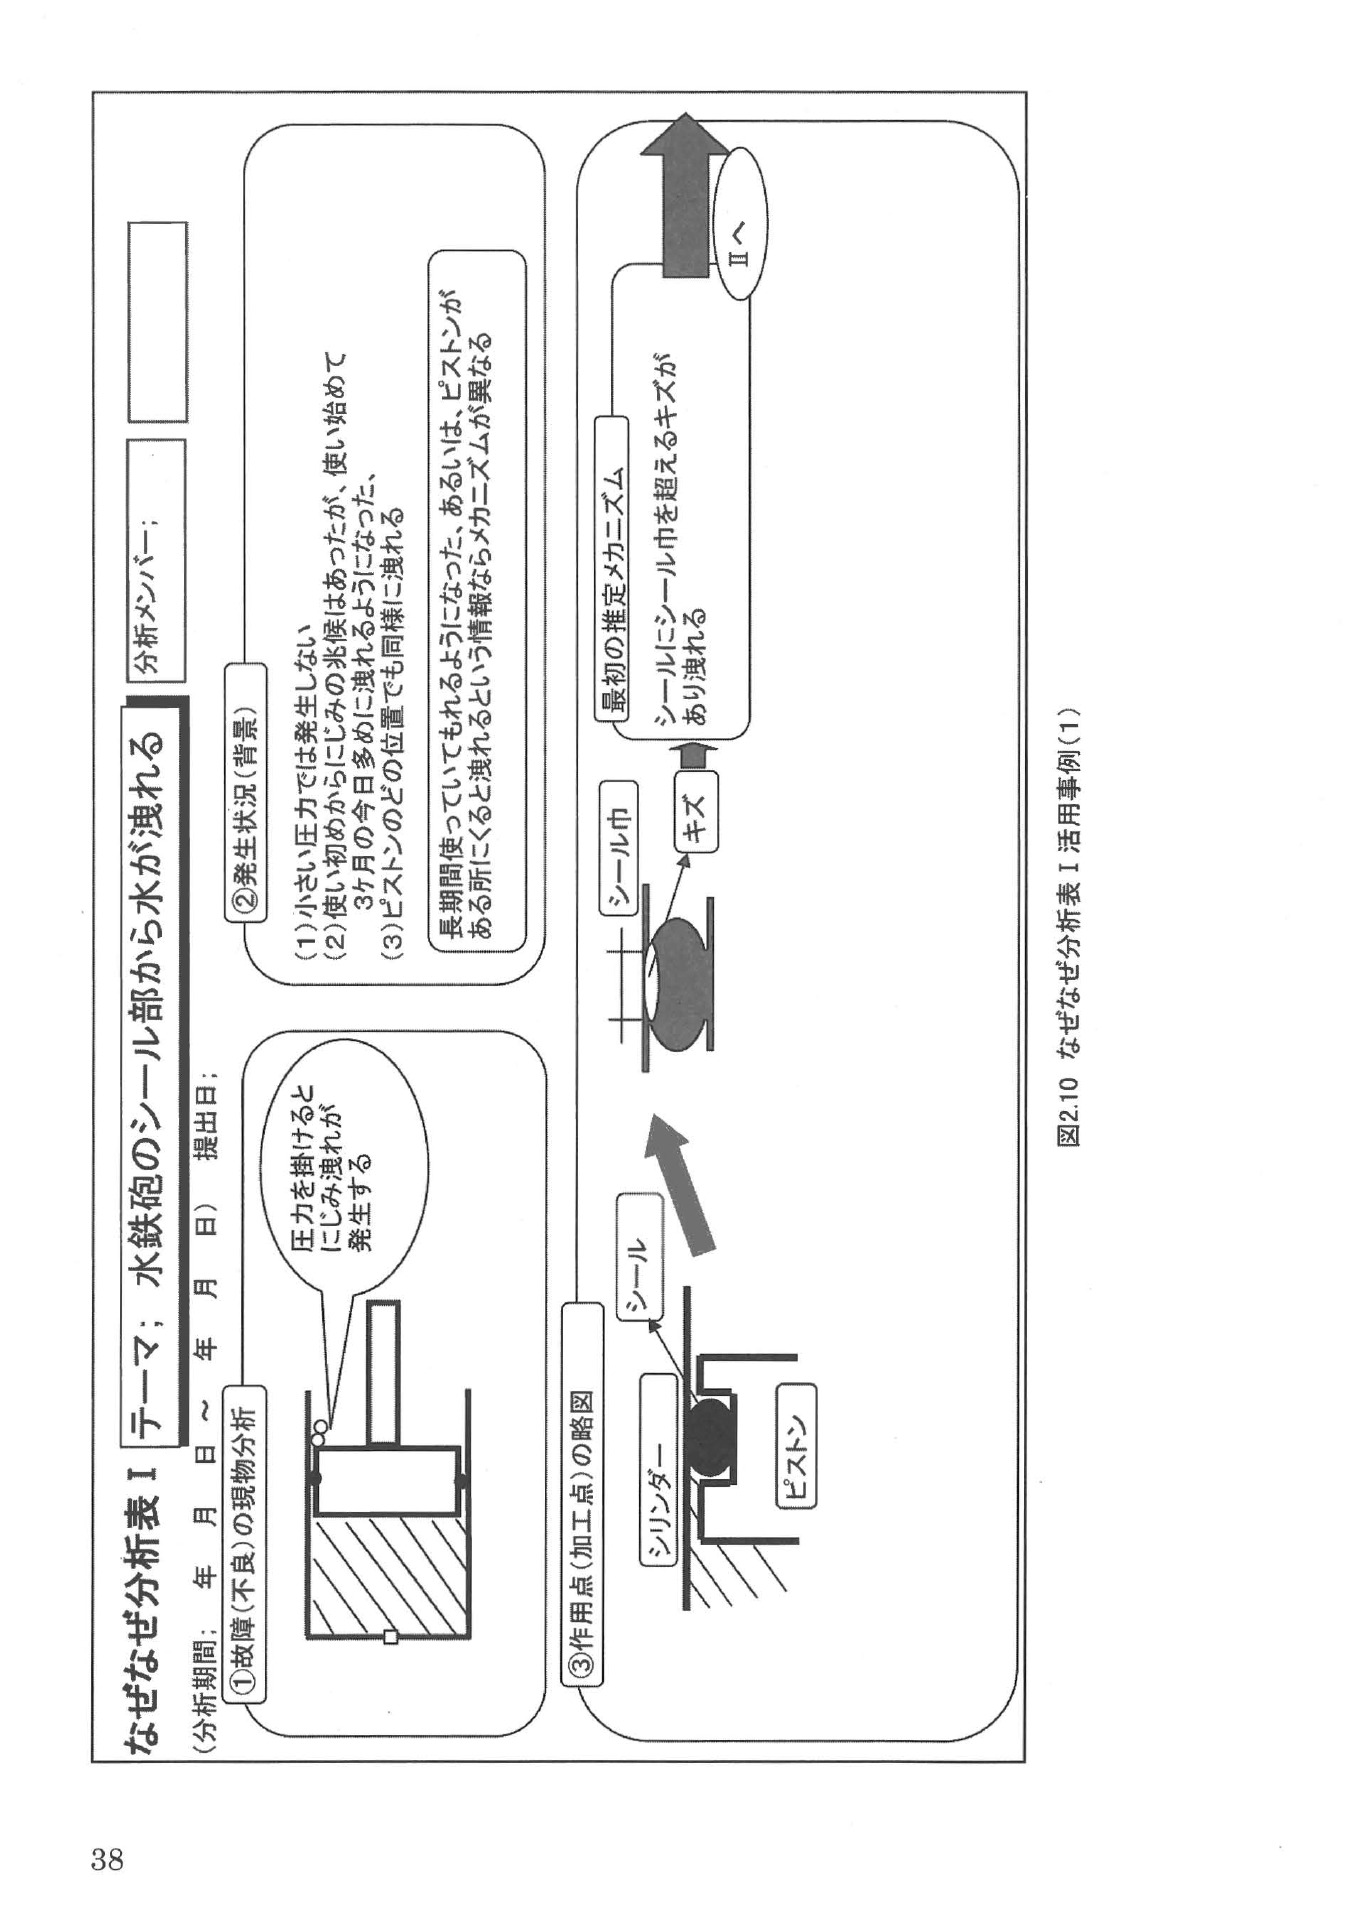 なぜなぜ分析表Ⅰ
テーマ; 水鉄砲のシール部から水が洩れる
分析メンバー;
(分析期間; 年 月 日 ～ 年 月 日) 提出日;
①故障(不良)の現物分析
圧力を掛けると
にじみ洩れが
発生する
②発生状況(背景)
(1)小さい圧力では発生しない
(2)使い初めからにじみの兆候はあったが、使い始めて
3ヶ月の今日多めに洩れるようになった、
(3)ピストンのどの位置でも同様に洩れる
長期間使っていてもれるようになった、あるいは、ピストンが
ある所にくると洩れるという情報ならメカニズムが異なる
③作用点(加工点)の略図
シリンダー
シール
ピストン
シール巾
キズ
最初の推定メカニズム
シールにシール巾を超えるキズが
あり洩れる
Ⅱへ
図2.10 なぜなぜ分析表Ⅰ活用事例(1)
38